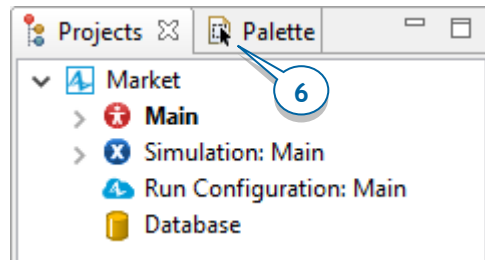 Projects Palette
6
Market
Main
Simulation: Main
Run Configuration: Main
Database